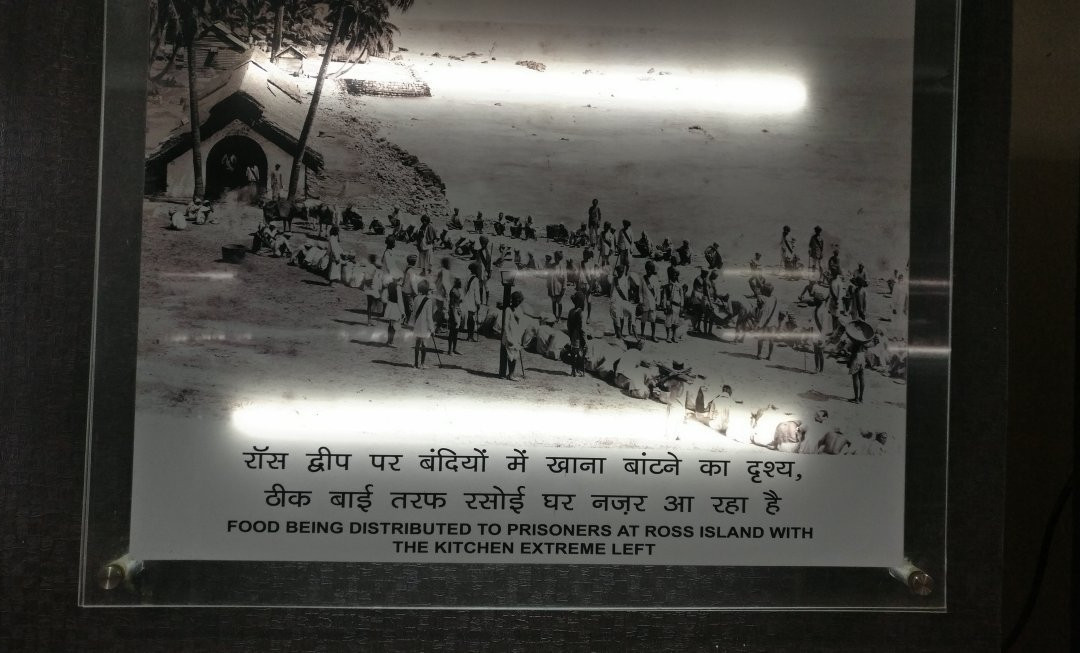 रॉस द्वीप पर बंदियों में खाना बांटने का दृश्य,
ठीक बाई तरफ रसोई घर नज़र आ रहा है
FOOD BEING DISTRIBUTED TO PRISONERS AT ROSS ISLAND WITH
THE KITCHEN EXTREME LEFT